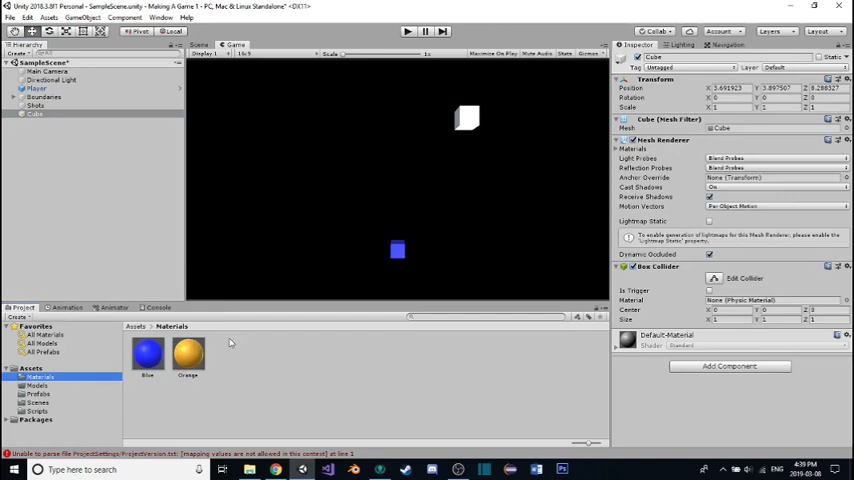 Unity 2018.3.8f1 Personal - SampleScene.unity - Making A Game 1 - PC, Mac & Linux Standalone* <DX11>
File Edit Assets GameObject Component Window Help
Pivot Local
Collab Account Layers Layout
Hierarchy
Create
SampleScene*
Main Camera
Directional Light
Player
Boundaries
Shots
Cube
Scene Game
Display 1 16:9 Scale 1x Maximize On Play Mute Audio Stats Gizmos
Inspector Lighting Navigation
Cube Static
Tag Untagged Layer Default
Transform
Position X 3.691923 Y 3.897507 Z 8.288327
Rotation X 0 Y 0 Z 0
Scale X 1 Y 1 Z 1
Cube (Mesh Filter)
Mesh Cube
Mesh Renderer
Materials
Light Probes Blend Probes
Reflection Probes Blend Probes
Anchor Override None (Transform)
Cast Shadows On
Receive Shadows
Motion Vectors Per Object Motion
Lightmap Static
To enable generation of lightmaps for this Mesh Renderer, please enable the 'Lightmap Static' property.
Dynamic Occluded
Box Collider
Edit Collider
Is Trigger
Material None (Physic Material)
Center X 0 Y 0 Z 0
Size X 1 Y 1 Z 1
Default-Material
Shader Standard
Add Component
Project Animation Animator Console
Create
Favorites
All Materials
All Models
All Prefabs
Assets
Materials
Models
Prefabs
Scenes
Scripts
Packages
Assets Materials
Blue Orange
Unable to parse file ProjectSettings/ProjectVersion.txt: [mapping values are not allowed in this context] at line 1
Type here to search
ENG
4:39 PM
2019-03-08